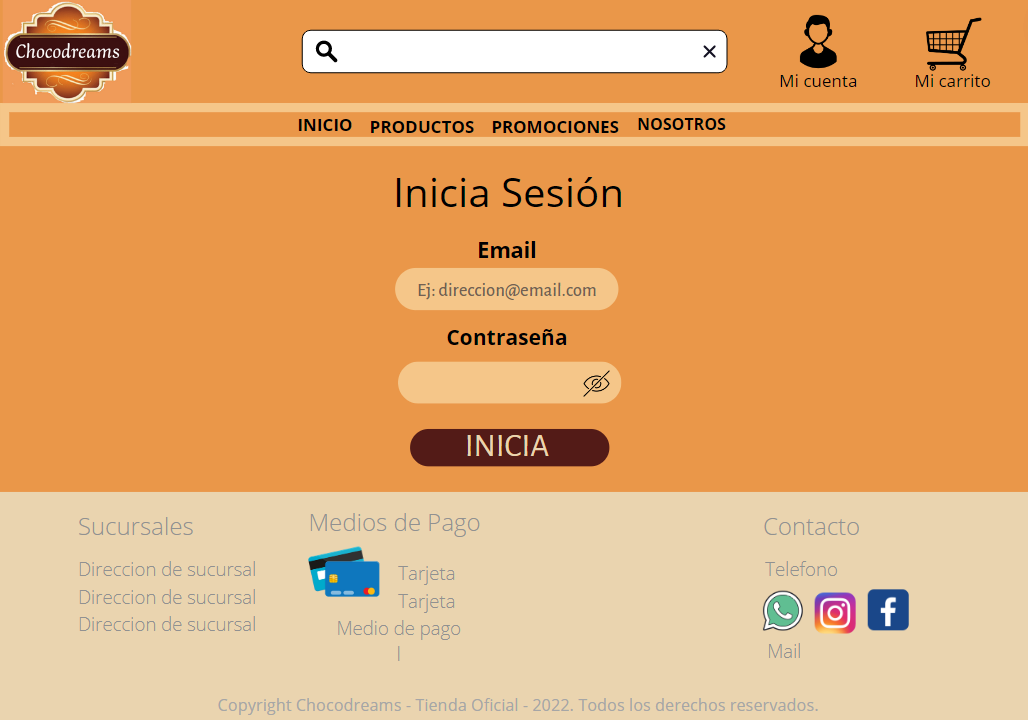 Chocodreams
Mi cuenta
Mi carrito
INICIO PRODUCTOS PROMOCIONES NOSOTROS
Inicia Sesión
Email
Ej: direccion@email.com
Contraseña
INICIA
Sucursales
Direccion de sucursal
Direccion de sucursal
Direccion de sucursal
Medios de Pago
Tarjeta
Tarjeta
Medio de pago
l
Contacto
Telefono
Mail
Copyright Chocodreams - Tienda Oficial - 2022. Todos los derechos reservados.